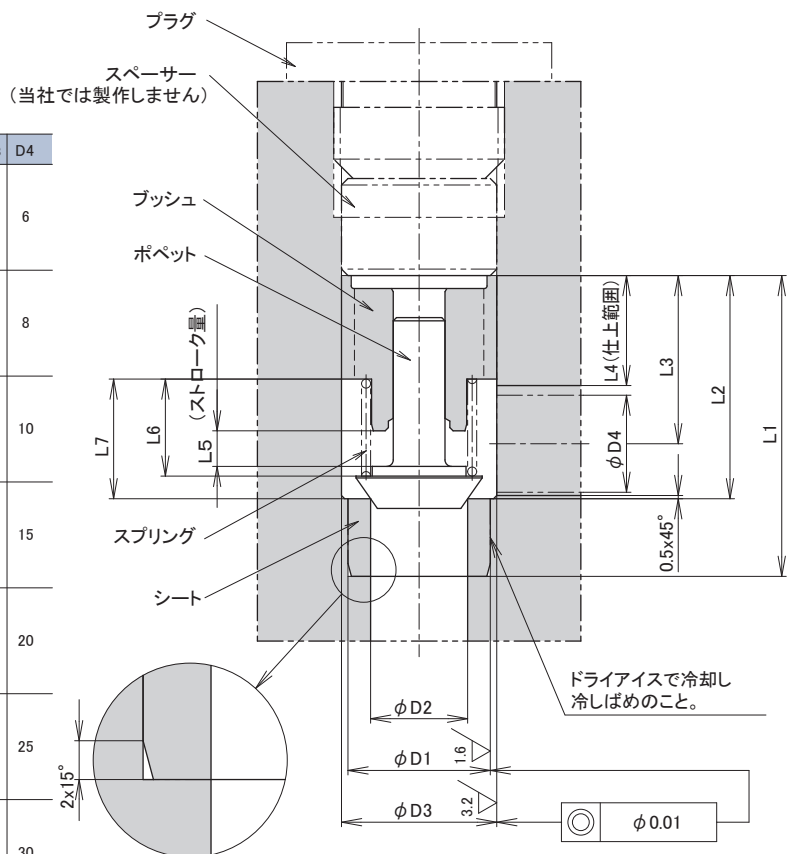 プラグ
スペーサー
（当社では製作しません）
D4
6
8
10
15
20
25
30
ブッシュ
ポペット
（ストローク量）
L7
L6
L5
L4（仕上範囲）
L3
L2
L1
φD4
0.5x45°
スプリング
シート
ドライアイスで冷却し
冷しばめのこと。
2x15°
φD2
φD1
1.6
φD3
3.2
◎ φ0.01